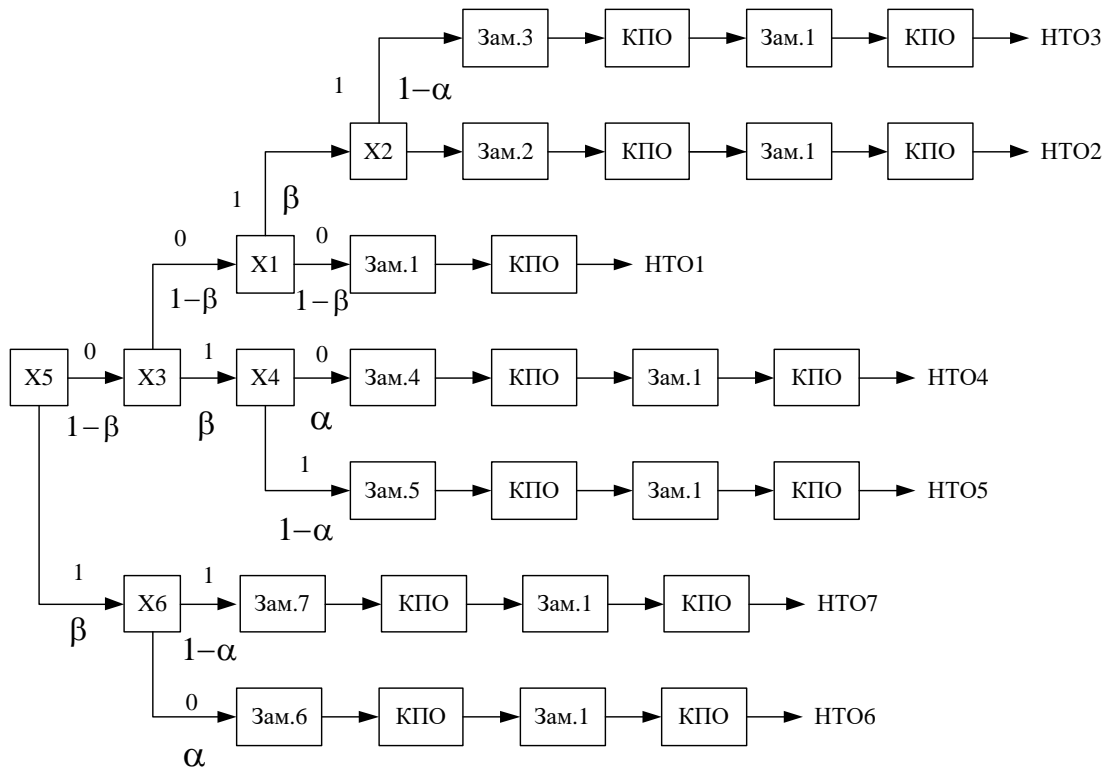 Зам.3 КПО Зам.1 КПО НТО3
1 1−α
X2 Зам.2 КПО Зам.1 КПО НТО2
1 β
0 0
X1 Зам.1 КПО НТО1
1−β 1−β
0 1 0
X5 X3 X4 Зам.4 КПО Зам.1 КПО НТО4
1−β β α
1
Зам.5 КПО Зам.1 КПО НТО5
1−α
1 1
X6 Зам.7 КПО Зам.1 КПО НТО7
β 1−α
0
Зам.6 КПО Зам.1 КПО НТО6
α